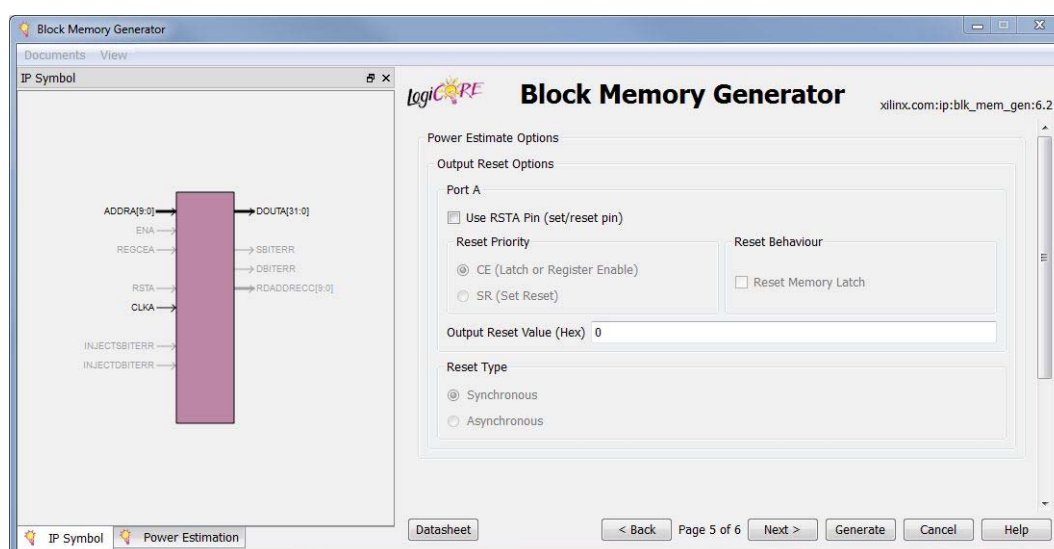 Block Memory Generator
Documents View
IP Symbol
ADDRA[9:0]
ENA
REGCEA
RSTA
CLKA
INJECTSBITERR
INJECTDBITERR
DOUTA[31:0]
SBITERR
DBITERR
RDADDRECC[9:0]
IP Symbol
Power Estimation
logiCORE
Block Memory Generator
xilinx.com:ip:blk_mem_gen:6.2
Power Estimate Options
Output Reset Options
Port A
Use RSTA Pin (set/reset pin)
Reset Priority
CE (Latch or Register Enable)
SR (Set Reset)
Reset Behaviour
Reset Memory Latch
Output Reset Value (Hex) 0
Reset Type
Synchronous
Asynchronous
Datasheet
< Back
Page 5 of 6
Next >
Generate
Cancel
Help